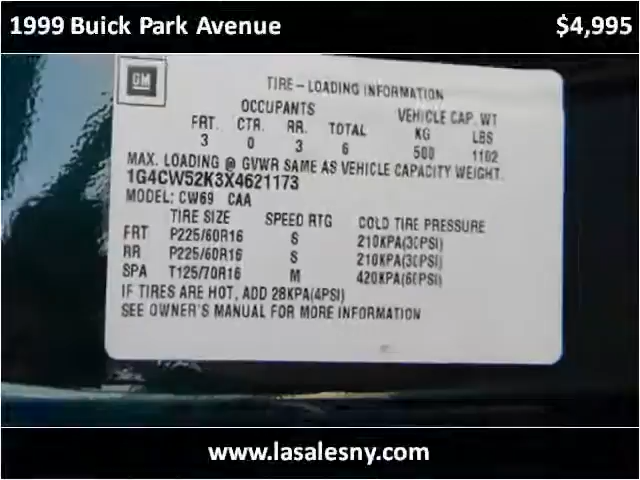 1999 Buick Park Avenue $4,995
GM
TIRE-LOADING INFORMATION
OCCUPANTS VEHICLE CAP. WT
FRT. CTR. RR. TOTAL KG LBS
3 0 3 6 500 1102
MAX. LOADING @ GVWR SAME AS VEHICLE CAPACITY WEIGHT.
1G4CW52K3X4621173
MODEL: CW69 CAA
TIRE SIZE SPEED RTG COLD TIRE PRESSURE
FRT P225/60R16 S 210KPA(30PSI)
RR P225/60R16 S 210KPA(30PSI)
SPA T125/70R16 M 420KPA(60PSI)
IF TIRES ARE HOT, ADD 28KPA(4PSI)
SEE OWNER'S MANUAL FOR MORE INFORMATION
www.lasalesny.com